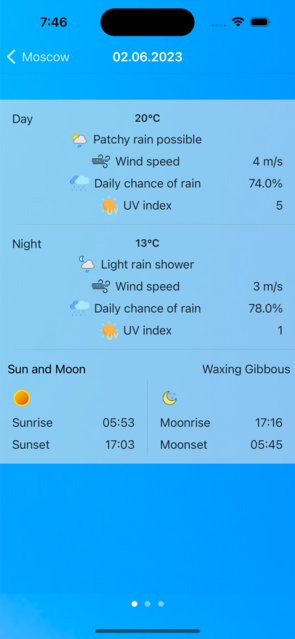 7:46
Moscow 02.06.2023
Day 20°C
Patchy rain possible
Wind speed 4 m/s
Daily chance of rain 74.0%
UV index 5
Night 13°C
Light rain shower
Wind speed 3 m/s
Daily chance of rain 78.0%
UV index 1
Sun and Moon Waxing Gibbous
Sunrise 05:53 Moonrise 17:16
Sunset 17:03 Moonset 05:45